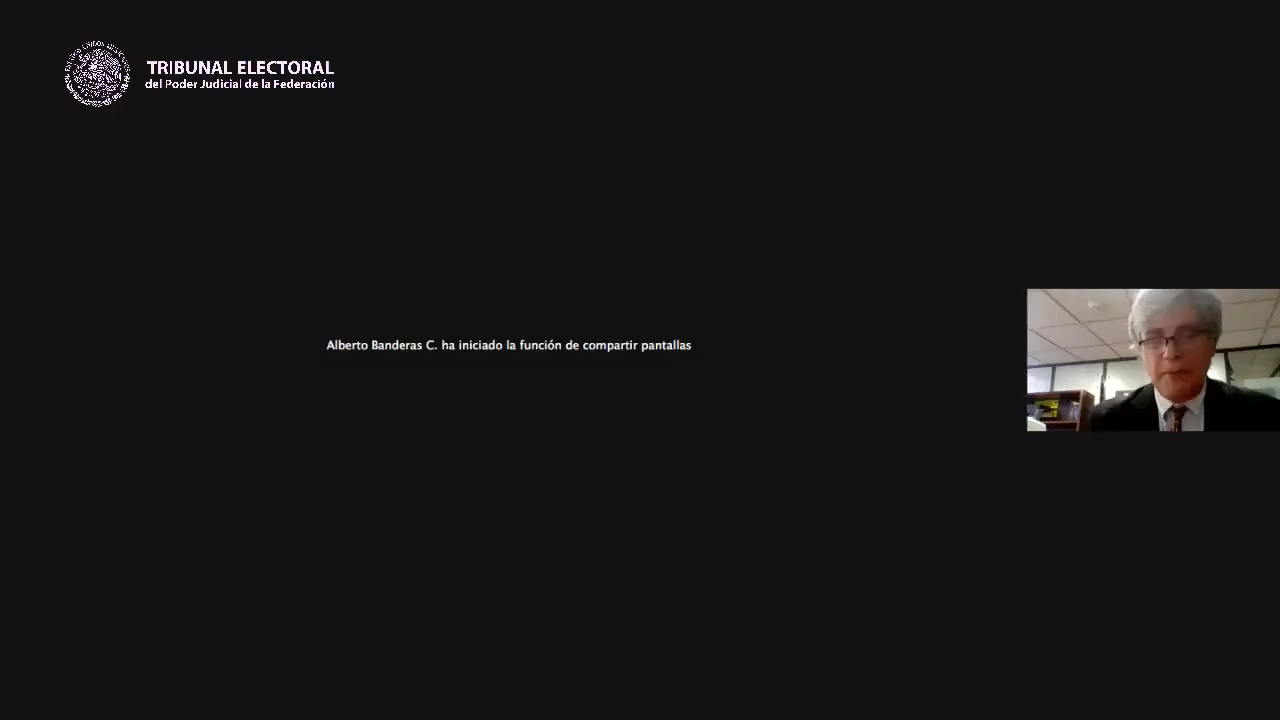 TRIBUNAL ELECTORAL
del Poder Judicial de la Federación
Alberto Banderas C. ha iniciado la función de compartir pantallas